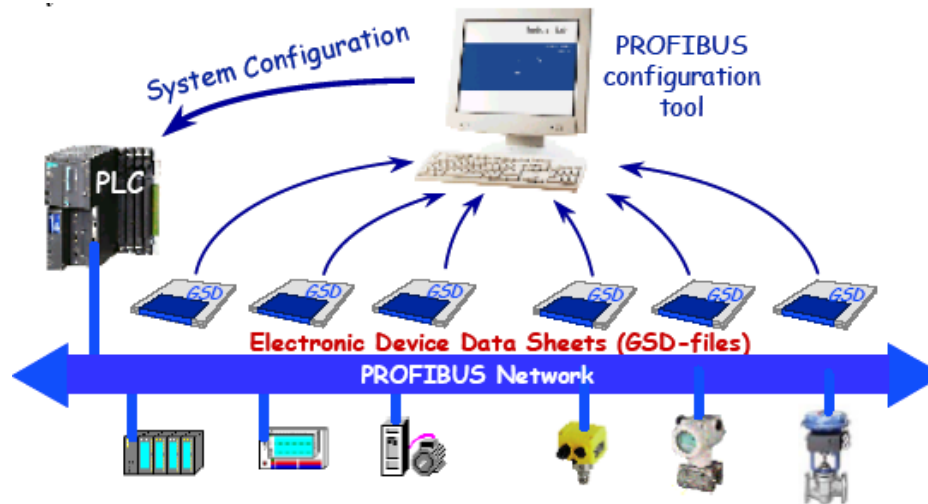 System Configuration
PROFIBUS
configuration
tool
PLC
GSD
GSD
GSD
GSD
GSD
GSD
Electronic Device Data Sheets (GSD-files)
PROFIBUS Network